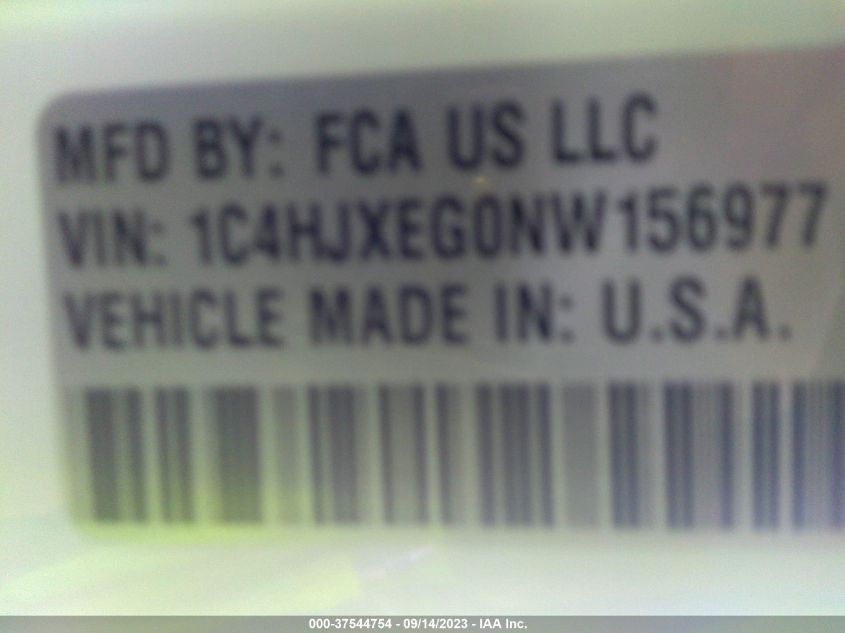 MFD BY: FCA US LLC
VIN: 1C4HJXEG0NW156977
VEHICLE MADE IN: U.S.A.
000-37544754 - 09/14/2023 - IAA Inc.